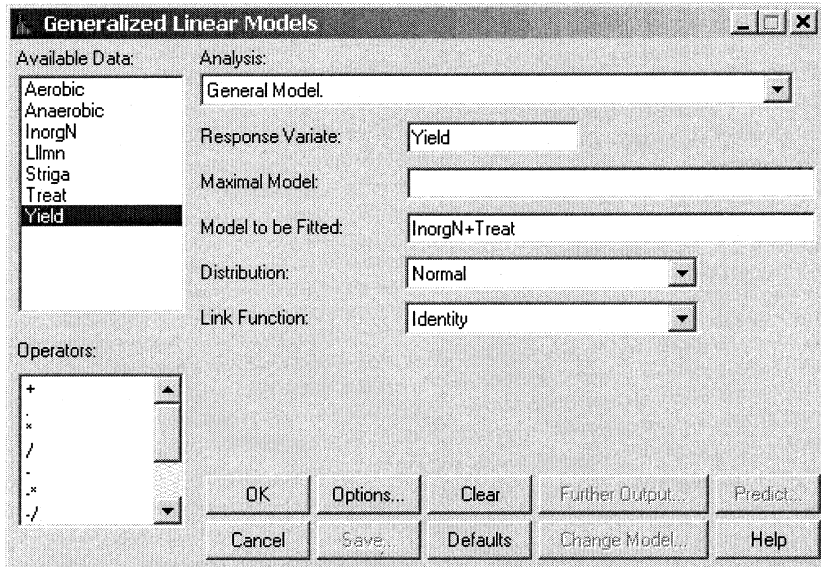 Generalized Linear Models
Available Data:
Aerobic
Anaerobic
InorgN
Lllmn
Striga
Treat
Yield
Operators:
+
.
*
/
-
-*
-/
Analysis:
General Model.
Response Variate: Yield
Maximal Model:
Model to be Fitted: InorgN+Treat
Distribution: Normal
Link Function: Identity
OK Options... Clear Further Output... Predict...
Cancel Save... Defaults Change Model... Help